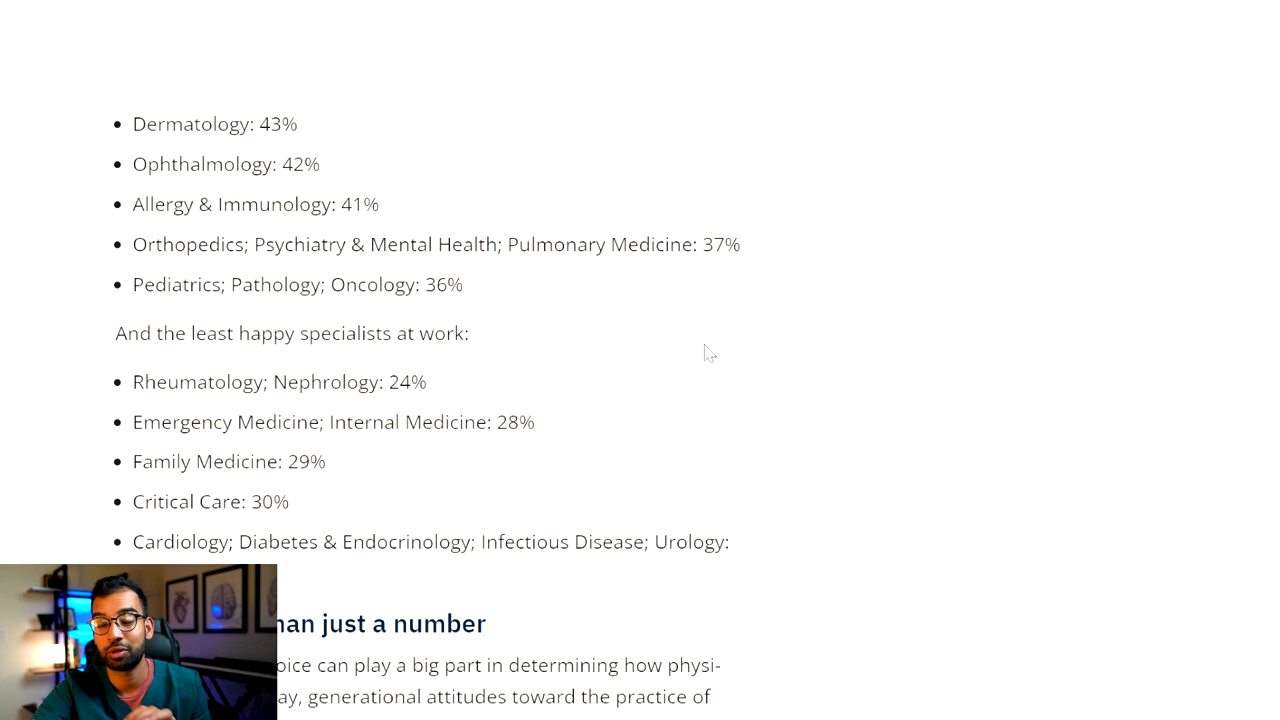 Dermatology: 43%
Ophthalmology: 42%
Allergy & Immunology: 41%
Orthopedics; Psychiatry & Mental Health; Pulmonary Medicine: 37%
Pediatrics; Pathology; Oncology: 36%
And the least happy specialists at work:
Rheumatology; Nephrology: 24%
Emergency Medicine; Internal Medicine: 28%
Family Medicine: 29%
Critical Care: 30%
Cardiology; Diabetes & Endocrinology; Infectious Disease; Urology:
just a number
can play a big part in determining how physi-
generational attitudes toward the practice of